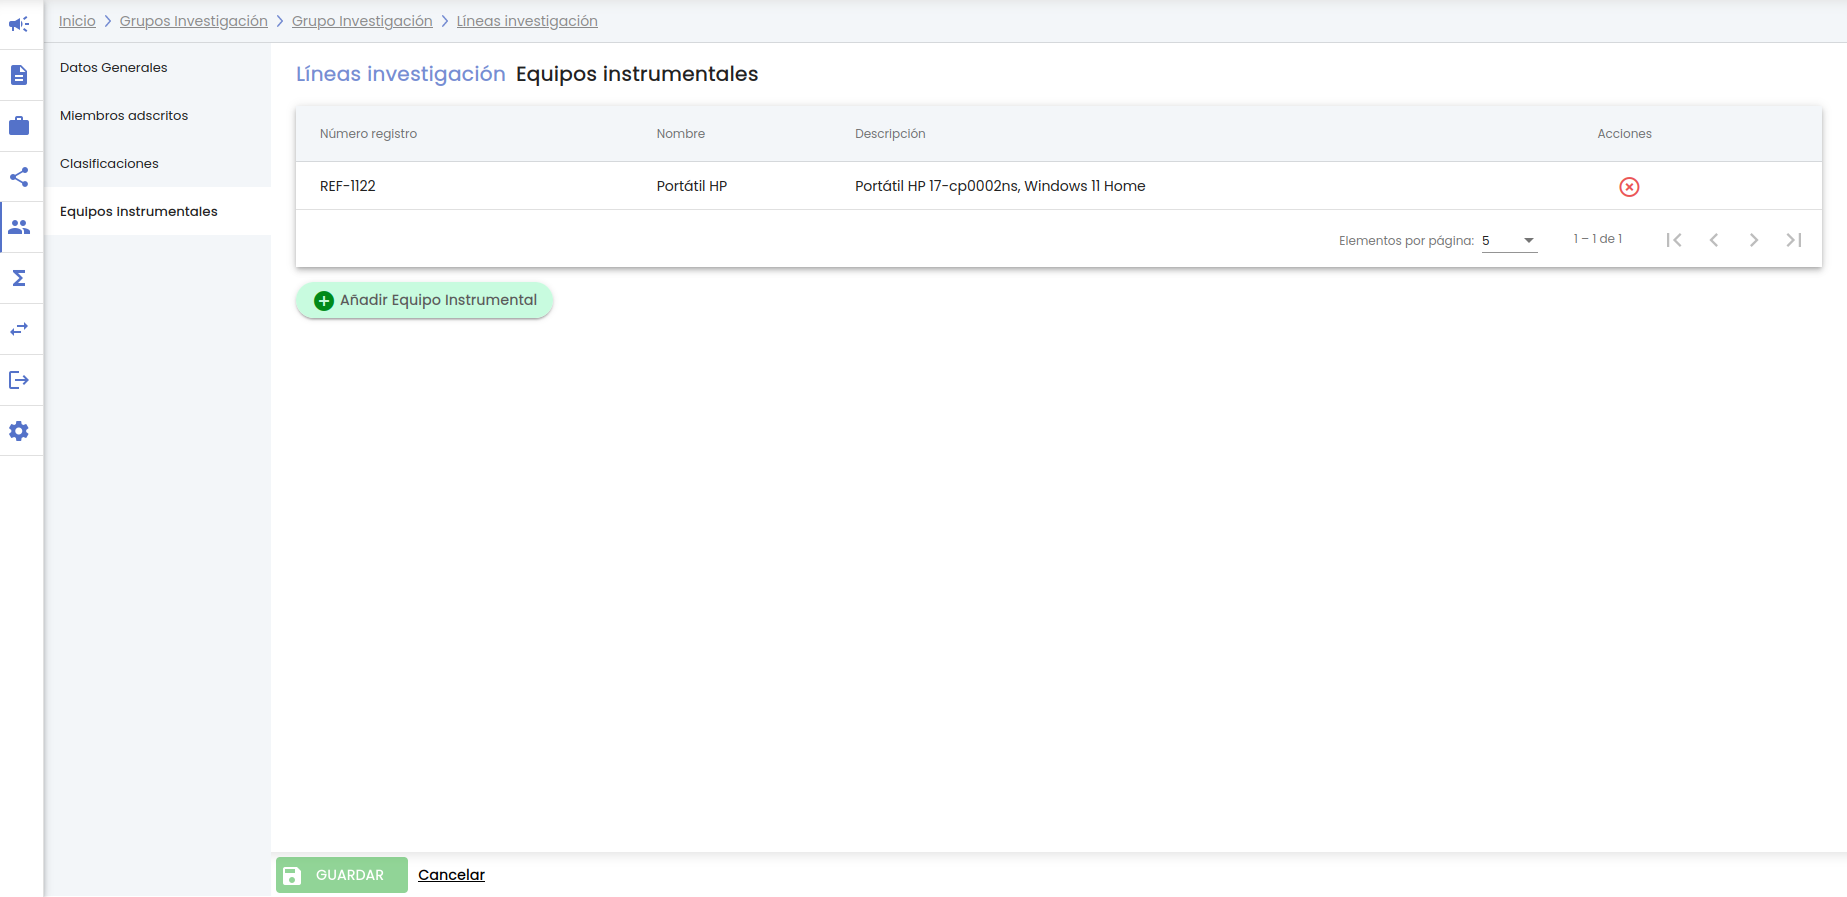 Inicio > Grupos Investigación > Grupo Investigación > Líneas investigación
Datos Generales
Miembros adscritos
Clasificaciones
Equipos Instrumentales
Líneas investigación Equipos instrumentales
Número registro Nombre Descripción Acciones
REF-1122 Portátil HP Portátil HP 17-cp0002ns, Windows 11 Home
Elementos por página: 5 1 – 1 de 1
Añadir Equipo Instrumental
GUARDAR Cancelar